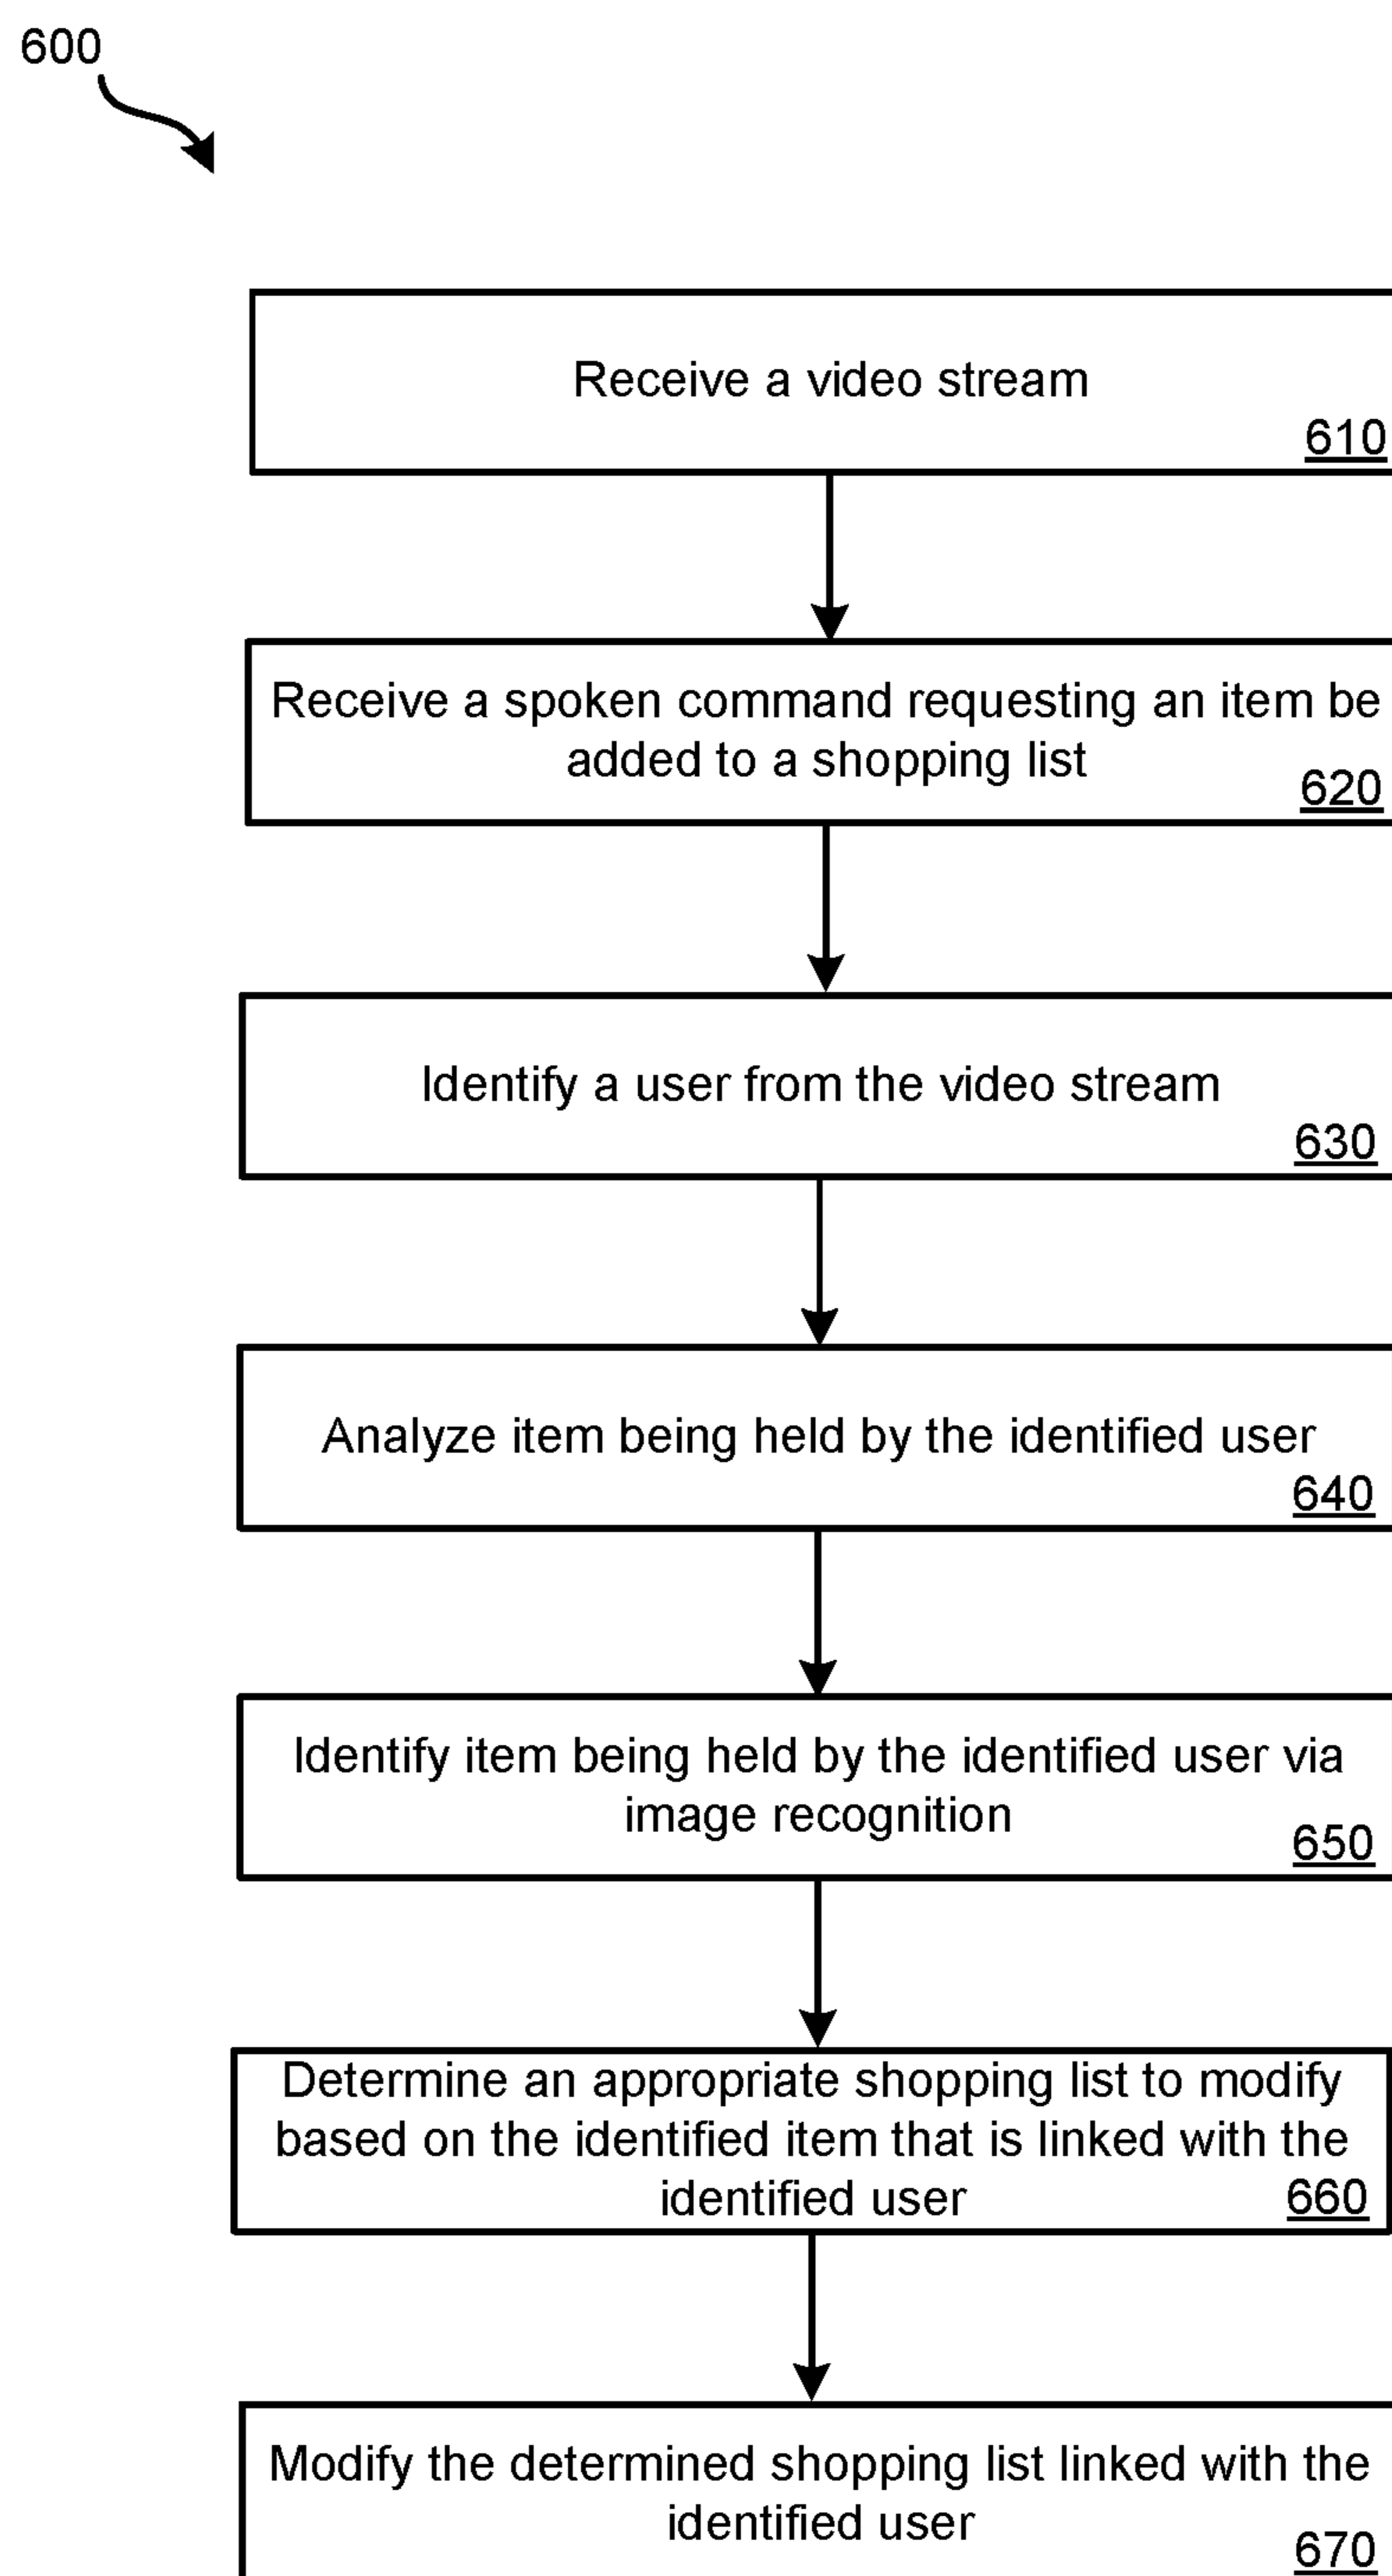 600
Receive a video stream
610
Receive a spoken command requesting an item be
added to a shopping list
620
Identify a user from the video stream
630
Analyze item being held by the identified user
640
Identify item being held by the identified user via
image recognition
650
Determine an appropriate shopping list to modify
based on the identified item that is linked with the
identified user
660
Modify the determined shopping list linked with the
identified user
670